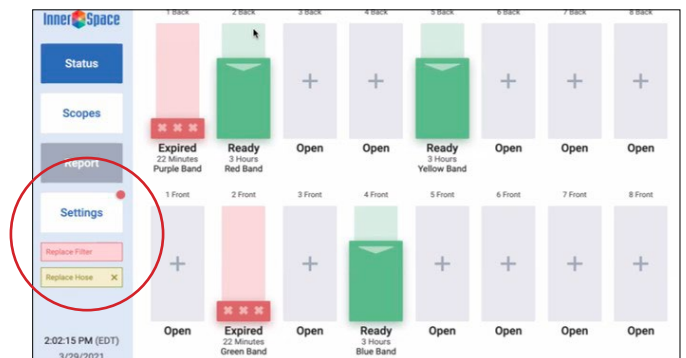 InnerSpace
Status
Scopes
Report
Settings
Replace Filter
Replace Hose X
2:02:15 PM (EDT)
3/29/2021
1 Back 2 Back 3 Back 4 Back 5 Back 6 Back 7 Back 8 Back
Expired Ready Open Open Ready Open Open Open
22 Minutes 3 Hours 3 Hours
Purple Band Red Band Yellow Band
1 Front 2 Front 3 Front 4 Front 5 Front 6 Front 7 Front 8 Front
Open Expired Open Ready Open Open Open Open
22 Minutes 3 Hours
Green Band Blue Band